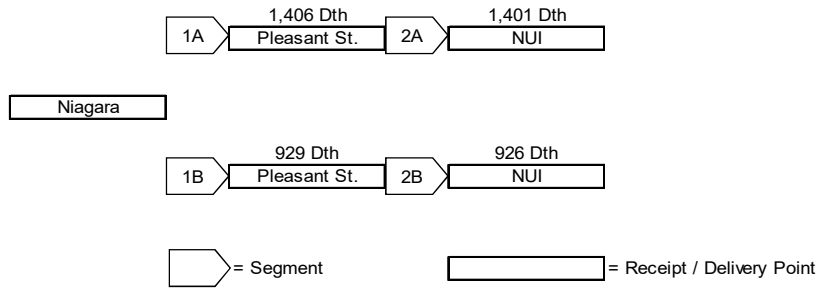 1,406 Dth 1,401 Dth
1A Pleasant St. 2A NUI
Niagara
929 Dth 926 Dth
1B Pleasant St. 2B NUI
= Segment = Receipt / Delivery Point